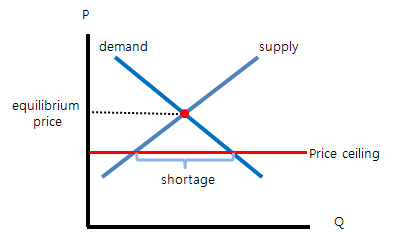 P
demand
supply
equilibrium
price
Price ceiling
shortage
Q